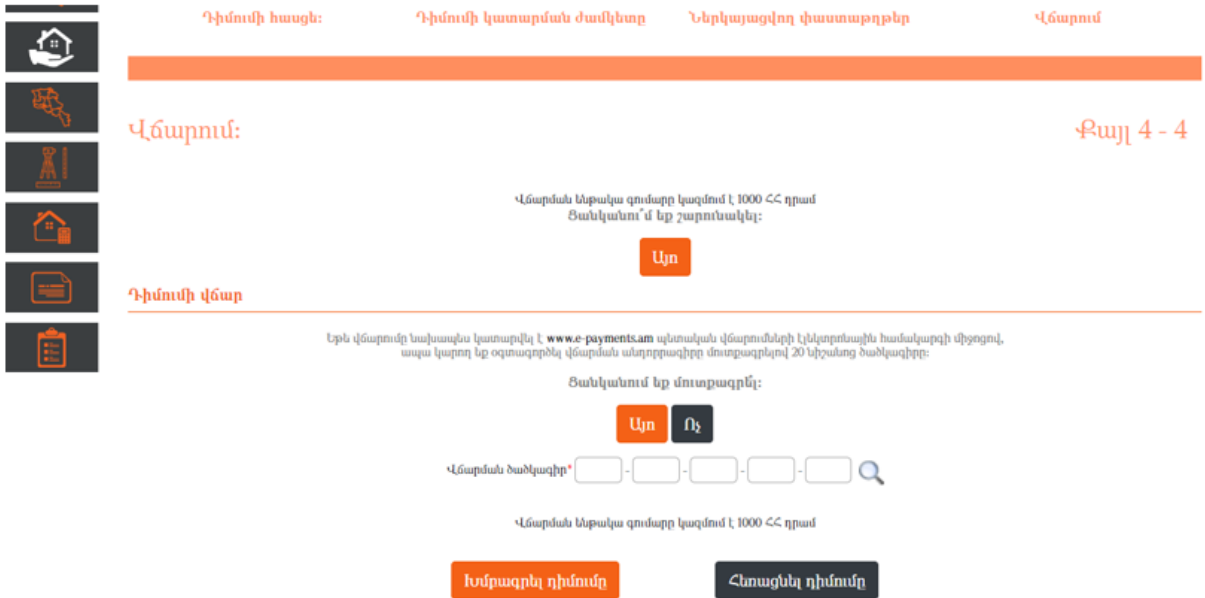 Դիմումի հասցե:
Դիմումի կատարման ժամկետը
Ներկայացվող փաստաթղթեր
Վճարում
Վճարում:
Քայլ 4 - 4
Վճարման ենթակա գումարը կազմում է 1000 ՀՀ դրամ
Ցանկանու՞մ եք շարունակել:
Այո
Դիմումի վճար
Եթե վճարումը նախապես կատարվել է www.e-payments.am պետական վճարումների էլեկտրոնային համակարգի միջոցով,
ապա կարող եք օգտագործել վճարման անդորրագիրը մուտքագրելով 20 նիշանոց ծածկագիրը:
Ցանկանում եք մուտքագրե՞լ:
Այո
Ոչ
Վճարման ծածկագիր* - - - -
Վճարման ենթակա գումարը կազմում է 1000 ՀՀ դրամ
Խմբագրել դիմումը
Հեռացնել դիմումը